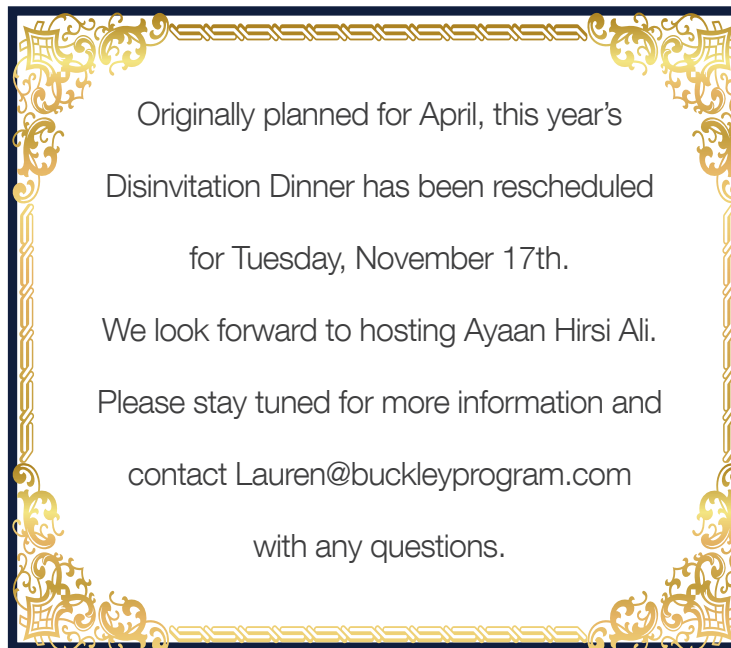 Originally planned for April, this year’s
Disinvitation Dinner has been rescheduled
for Tuesday, November 17th.
We look forward to hosting Ayaan Hirsi Ali.
Please stay tuned for more information and
contact Lauren@buckleyprogram.com
with any questions.